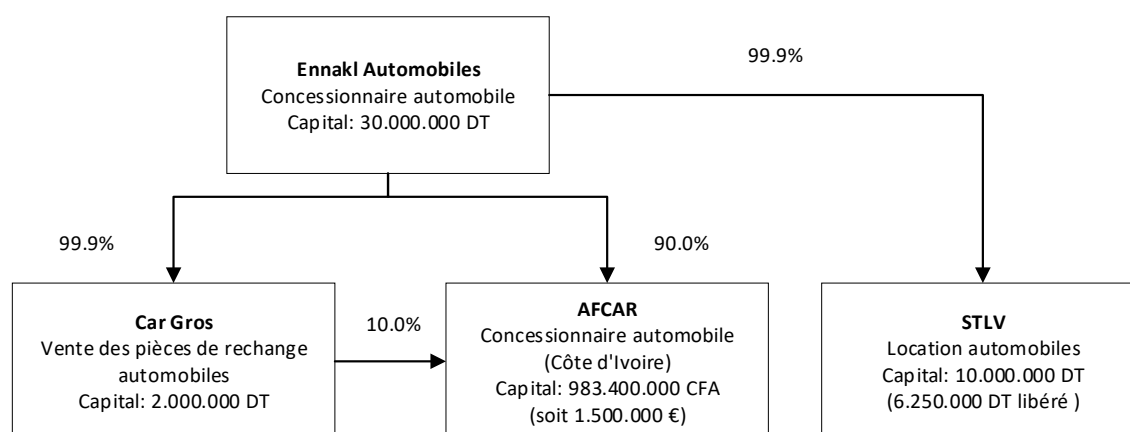 Ennakl Automobiles
Concessionnaire automobile
Capital: 30.000.000 DT
99.9%
99.9%
90.0%
Car Gros
Vente des pièces de rechange
automobiles
Capital: 2.000.000 DT
10.0%
AFCAR
Concessionnaire automobile
(Côte d'Ivoire)
Capital: 983.400.000 CFA
(soit 1.500.000 €)
STLV
Location automobiles
Capital: 10.000.000 DT
(6.250.000 DT libéré )